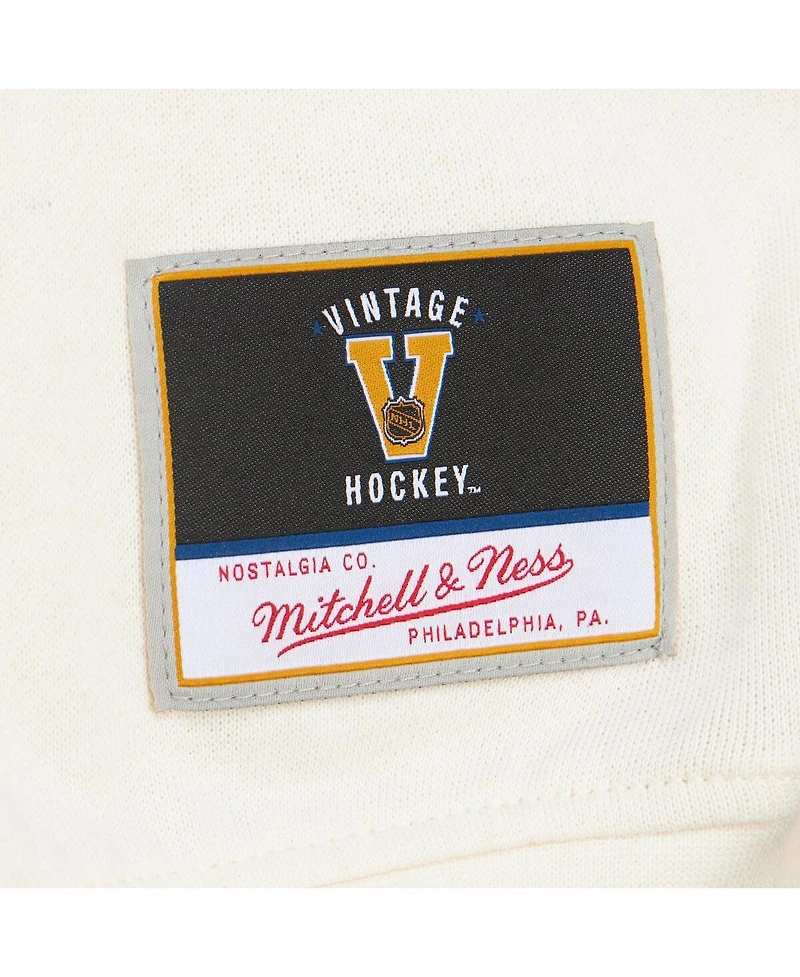 VINTAGE
V
NHL
HOCKEY™
NOSTALGIA CO.
Mitchell & Ness
PHILADELPHIA, PA.